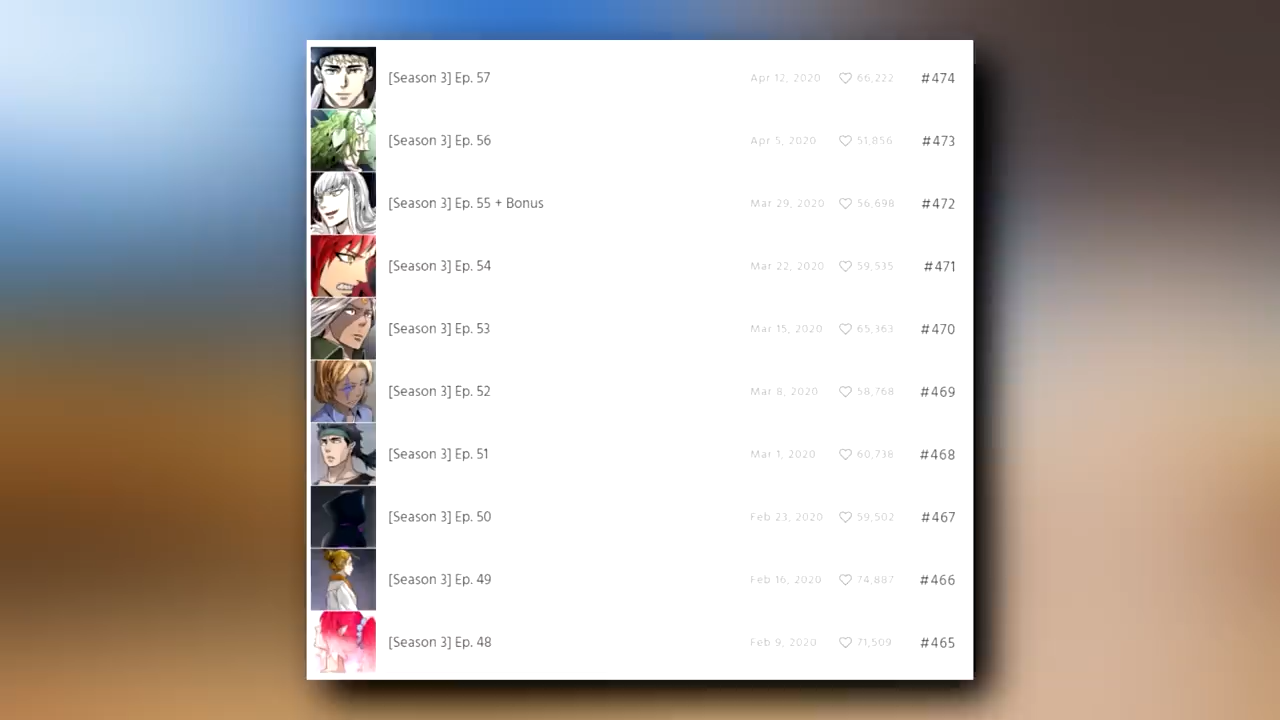 [Season 3] Ep. 57 Apr 12, 2020 66,222 #474
[Season 3] Ep. 56 Apr 5, 2020 51,856 #473
[Season 3] Ep. 55 + Bonus Mar 29, 2020 56,698 #472
[Season 3] Ep. 54 Mar 22, 2020 59,535 #471
[Season 3] Ep. 53 Mar 15, 2020 65,363 #470
[Season 3] Ep. 52 Mar 8, 2020 58,768 #469
[Season 3] Ep. 51 Mar 1, 2020 60,738 #468
[Season 3] Ep. 50 Feb 23, 2020 59,502 #467
[Season 3] Ep. 49 Feb 16, 2020 74,887 #466
[Season 3] Ep. 48 Feb 9, 2020 71,509 #465